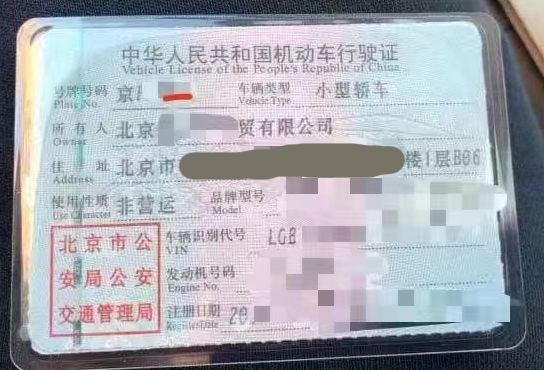 中华人民共和国机动车行驶证
Vehicle License of the People's Republic of China
号牌号码 京 车辆类型 小型轿车
Plate No. Vehicle Type
所有人 北京 贸有限公司
Owner
住址 北京市 楼1层B06
Address
使用性质 非营运 品牌型号
Use Character Model
北京市公 车辆识别代号 LGB
VIN
安局公安 发动机号码
Engine No.
交通管理局 注册日期 20
Register Date